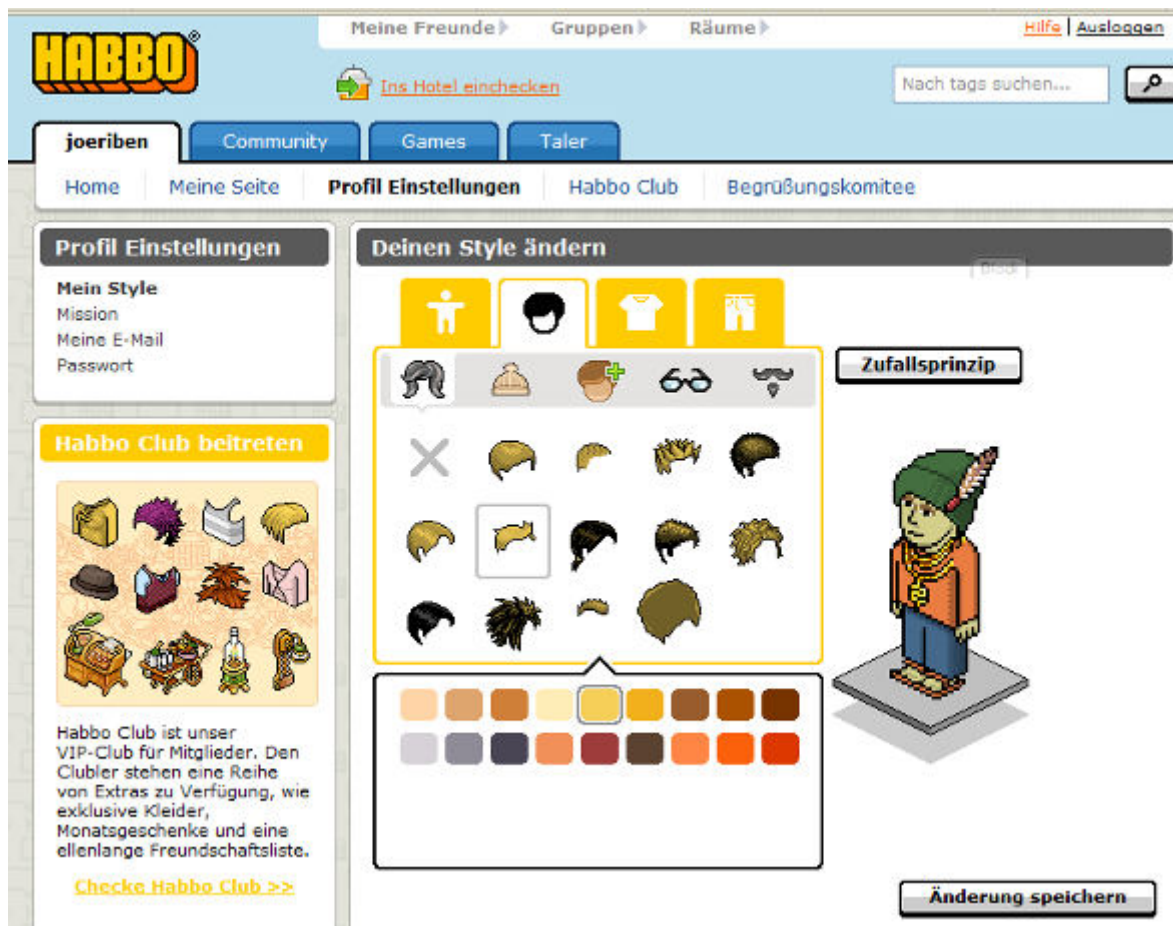 Meine Freunde Gruppen Räume Hilfe | Ausloggen
HABBO
Ins Hotel einchecken Nach tags suchen...
joeriben Community Games Taler
Home Meine Seite Profil Einstellungen Habbo Club Begrüßungskomitee
Profil Einstellungen
Mein Style
Mission
Meine E-Mail
Passwort
Habbo Club beitreten
Habbo Club ist unser
VIP-Club für Mitglieder. Den
Clubler stehen eine Reihe
von Extras zu Verfügung, wie
exklusive Kleider,
Monatsgeschenke und eine
ellenlange Freundschaftsliste.
Checke Habbo Club >>
Deinen Style ändern
Zufallsprinzip
Änderung speichern